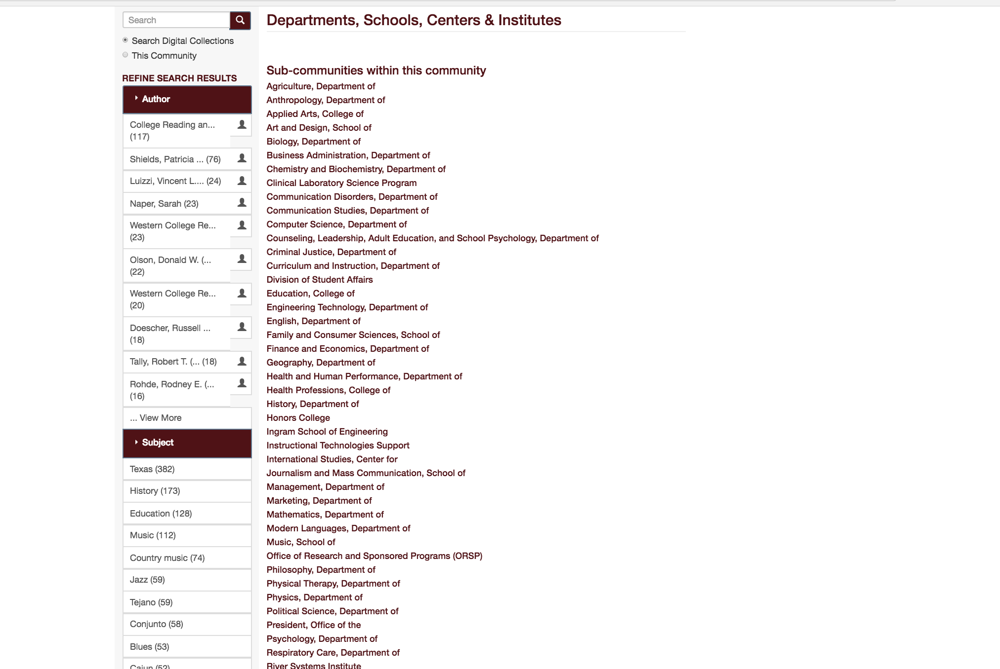 Search
Search Digital Collections
This Community
REFINE SEARCH RESULTS
Author
College Reading an...
(117)
Shields, Patricia ... (76)
Luizzi, Vincent L.... (24)
Naper, Sarah (23)
Western College Re...
(23)
Olson, Donald W. (...
(22)
Western College Re...
(20)
Doescher, Russell ...
(18)
Tally, Robert T. (... (18)
Rohde, Rodney E. (...
(16)
... View More
Subject
Texas (382)
History (173)
Education (128)
Music (112)
Country music (74)
Jazz (59)
Tejano (59)
Conjunto (58)
Blues (53)
Cajun (52)
Departments, Schools, Centers & Institutes
Sub-communities within this community
Agriculture, Department of
Anthropology, Department of
Applied Arts, College of
Art and Design, School of
Biology, Department of
Business Administration, Department of
Chemistry and Biochemistry, Department of
Clinical Laboratory Science Program
Communication Disorders, Department of
Communication Studies, Department of
Computer Science, Department of
Counseling, Leadership, Adult Education, and School Psychology, Department of
Criminal Justice, Department of
Curriculum and Instruction, Department of
Division of Student Affairs
Education, College of
Engineering Technology, Department of
English, Department of
Family and Consumer Sciences, School of
Finance and Economics, Department of
Geography, Department of
Health and Human Performance, Department of
Health Professions, College of
History, Department of
Honors College
Ingram School of Engineering
Instructional Technologies Support
International Studies, Center for
Journalism and Mass Communication, School of
Management, Department of
Marketing, Department of
Mathematics, Department of
Modern Languages, Department of
Music, School of
Office of Research and Sponsored Programs (ORSP)
Philosophy, Department of
Physical Therapy, Department of
Physics, Department of
Political Science, Department of
President, Office of the
Psychology, Department of
Respiratory Care, Department of
River Systems Institute